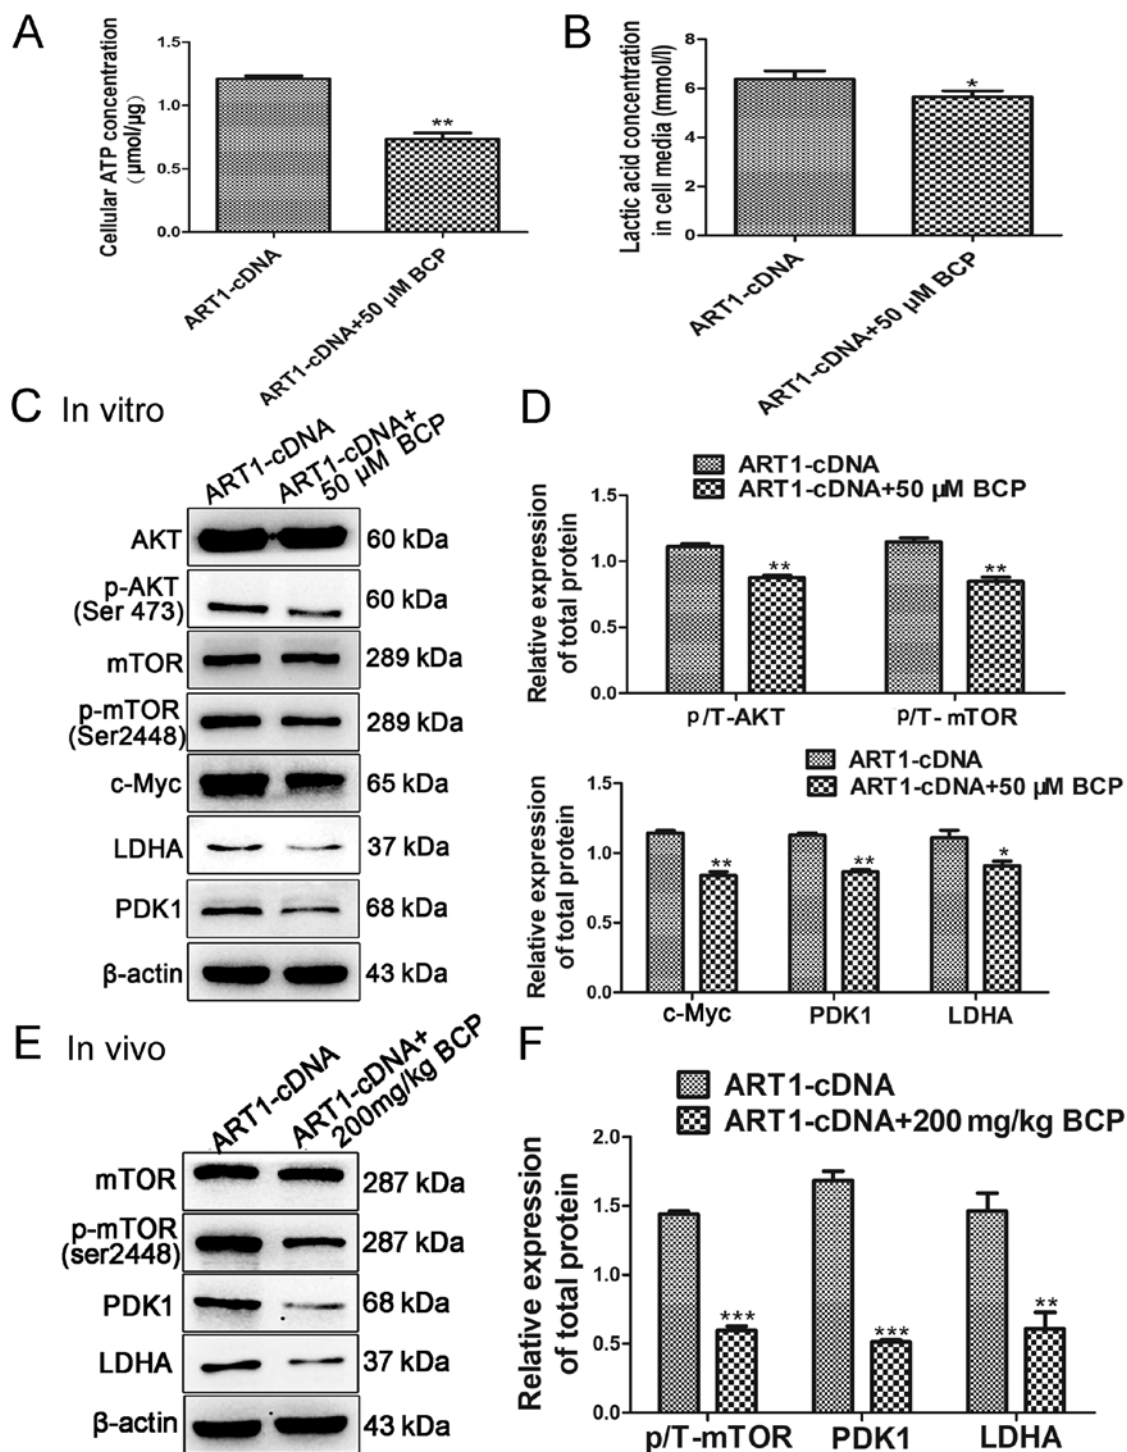 A
Cellular ATP concentration
(μmol/μg)
1.5
1.0
0.5
0.0
**
ART1-cDNA
ART1-cDNA+50 μM BCP
B
Lactic acid concentration
in cell media (mmol/l)
8
6
4
2
0
*
ART1-cDNA
ART1-cDNA+50 μM BCP
C In vitro
ART1-cDNA
ART1-cDNA+
50 μM BCP
AKT 60 kDa
p-AKT
(Ser 473) 60 kDa
mTOR 289 kDa
p-mTOR
(Ser2448) 289 kDa
c-Myc 65 kDa
LDHA 37 kDa
PDK1 68 kDa
β-actin 43 kDa
D
ART1-cDNA
ART1-cDNA+50 μM BCP
Relative expression
of total protein
1.5
1.0
0.5
0.0
** **
p/T-AKT p/T- mTOR
ART1-cDNA
ART1-cDNA+50 μM BCP
Relative expression
of total protein
1.5
1.0
0.5
0.0
** ** *
c-Myc PDK1 LDHA
E In vivo
ART1-cDNA
ART1-cDNA+
200mg/kg BCP
mTOR 287 kDa
p-mTOR
(ser2448) 287 kDa
PDK1 68 kDa
LDHA 37 kDa
β-actin 43 kDa
F
ART1-cDNA
ART1-cDNA+200 mg/kg BCP
Relative expression
of total protein
2.0
1.5
1.0
0.5
0.0
*** *** **
p/T-mTOR PDK1 LDHA